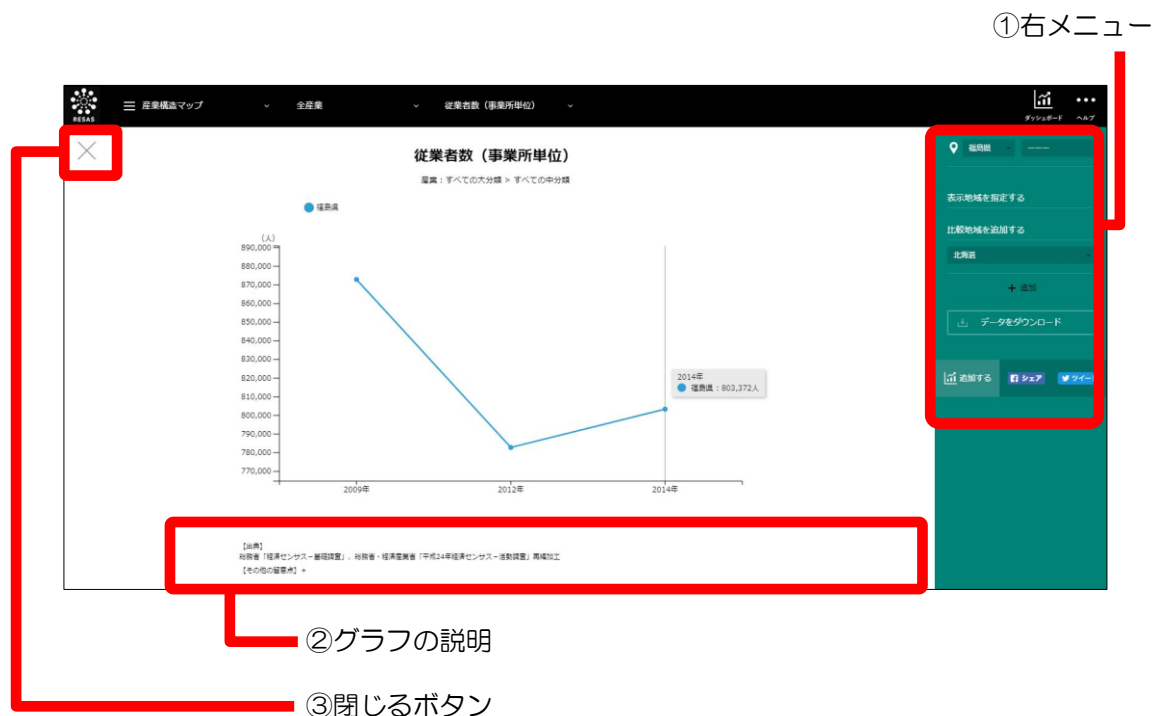 ①右メニュー
RESAS
産業構造マップ
全産業
従業者数（事業所単位）
ダッシュボード
ヘルプ
従業者数（事業所単位）
産業：すべての大分類 > すべての中分類
福島県
（人）
890,000
880,000
870,000
860,000
850,000
840,000
830,000
820,000
810,000
800,000
790,000
780,000
770,000
2009年
2012年
2014年
2014年
福島県：803,372人
福島県
---
表示地域を指定する
比較地域を追加する
北海道
+ 追加
データをダウンロード
追加する
シェア
ツイート
【出典】
総務省「経済センサス－基礎調査」、総務省・経済産業省「平成24年経済センサス－活動調査」再編加工
【その他の留意点】+
②グラフの説明
③閉じるボタン